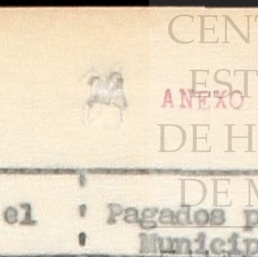 CENT
EST
ANEXO
DE H
DE M
el
Pagados p
Municip